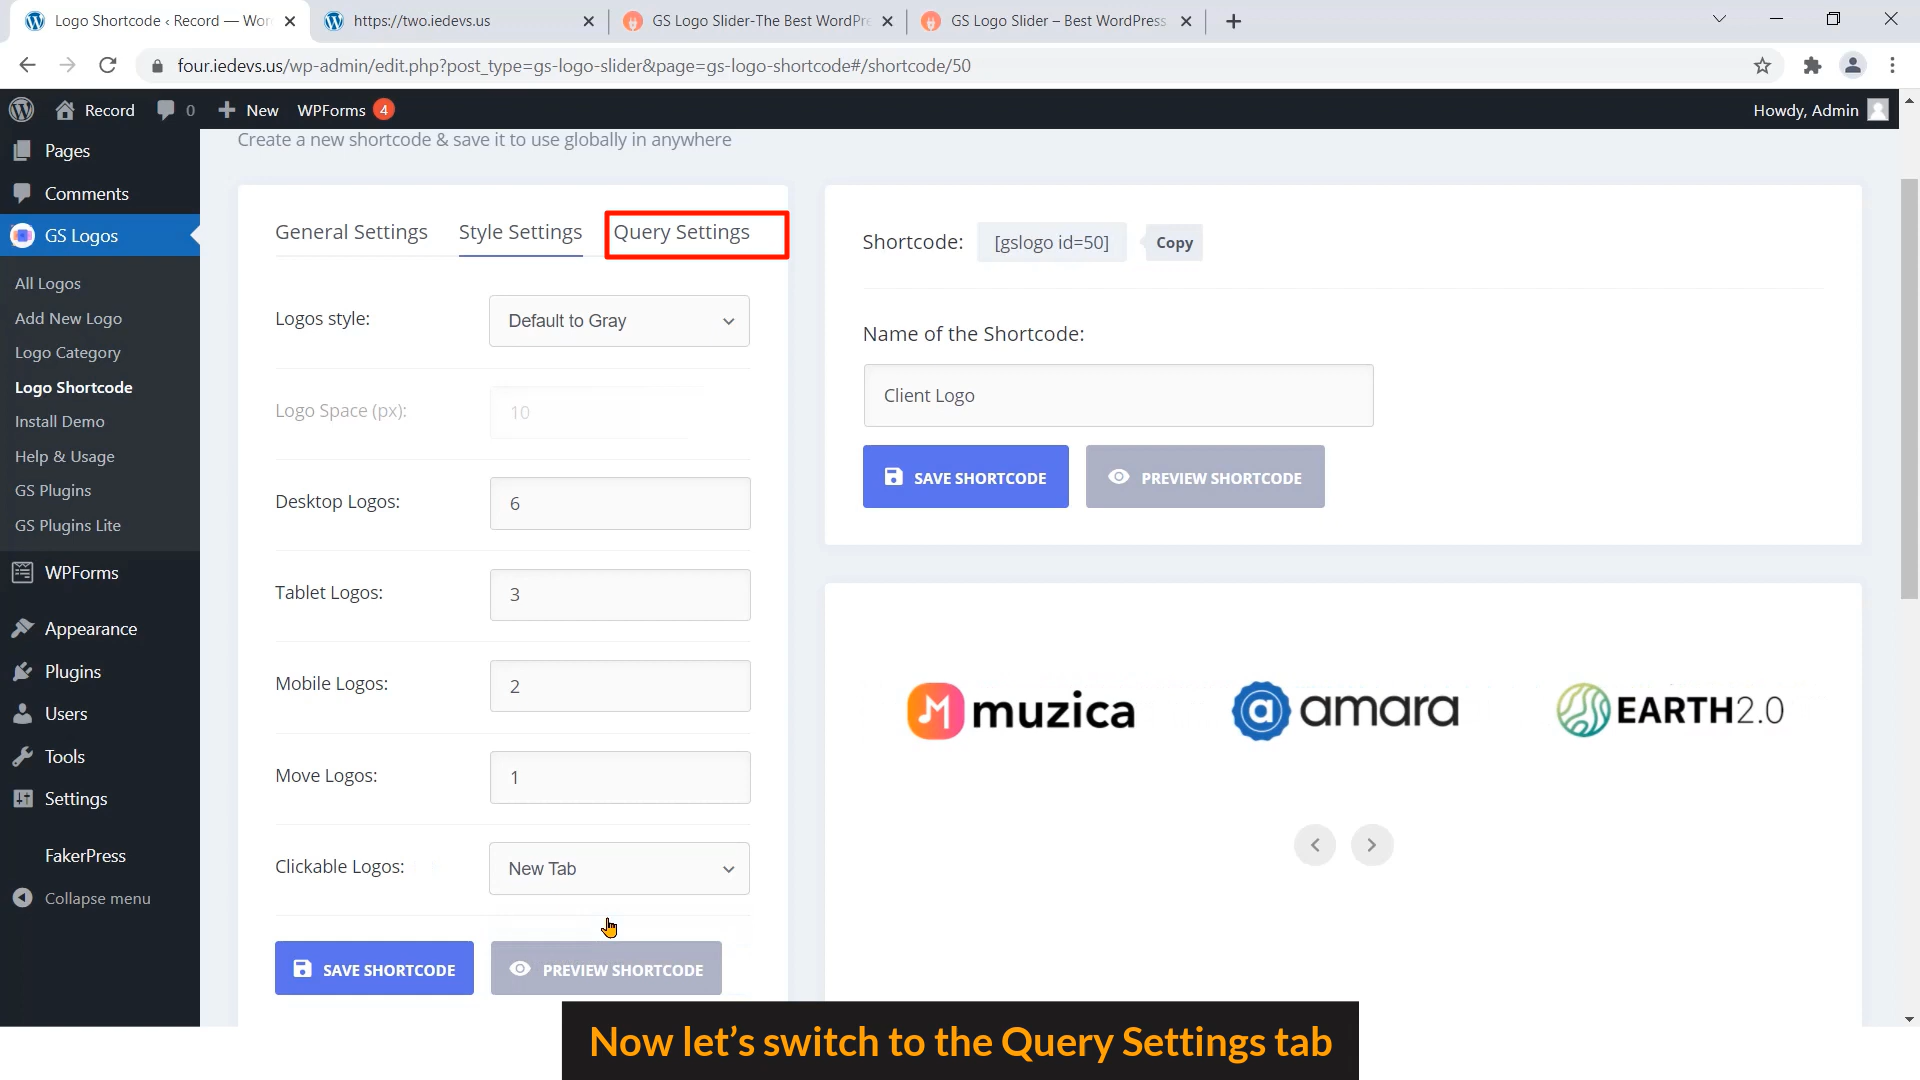 Logo Shortcode ‹ Record — Wor
https://two.iedevs.us
GS Logo Slider-The Best WordPre
GS Logo Slider – Best WordPress
four.iedevs.us/wp-admin/edit.php?post_type=gs-logo-slider&page=gs-logo-shortcode#/shortcode/50
Record
0
New
WPForms
4
Howdy, Admin
Pages
Comments
GS Logos
All Logos
Add New Logo
Logo Category
Logo Shortcode
Install Demo
Help & Usage
GS Plugins
GS Plugins Lite
WPForms
Appearance
Plugins
Users
Tools
Settings
FakerPress
Collapse menu
Create a new shortcode & save it to use globally in anywhere
General Settings
Style Settings
Query Settings
Logos style:
Default to Gray
Logo Space (px):
10
Desktop Logos:
6
Tablet Logos:
3
Mobile Logos:
2
Move Logos:
1
Clickable Logos:
New Tab
SAVE SHORTCODE
PREVIEW SHORTCODE
Shortcode:
[gslogo id=50]
Copy
Name of the Shortcode:
Client Logo
SAVE SHORTCODE
PREVIEW SHORTCODE
muzica
amara
EARTH2.0
Now let’s switch to the Query Settings tab